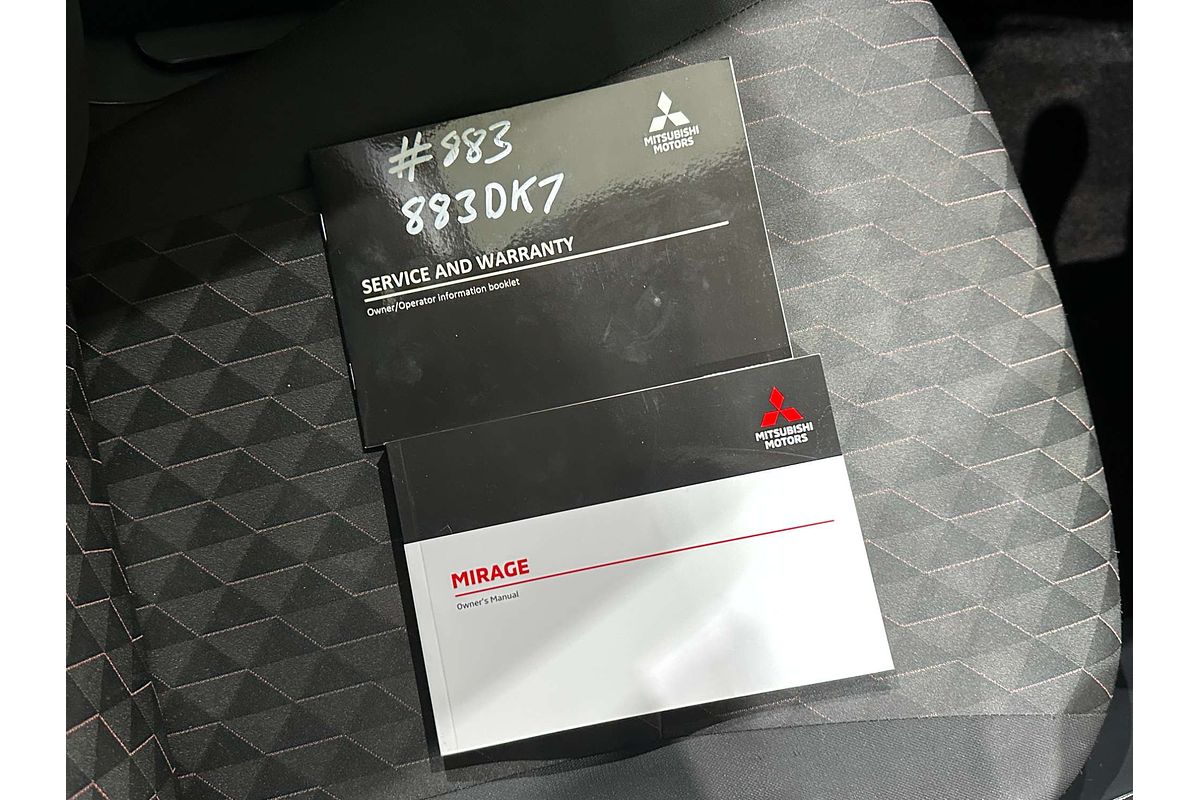 #883
883DK7
MITSUBISHI
MOTORS
SERVICE AND WARRANTY
Owner/Operator information booklet
MITSUBISHI
MOTORS
MIRAGE
Owner's Manual